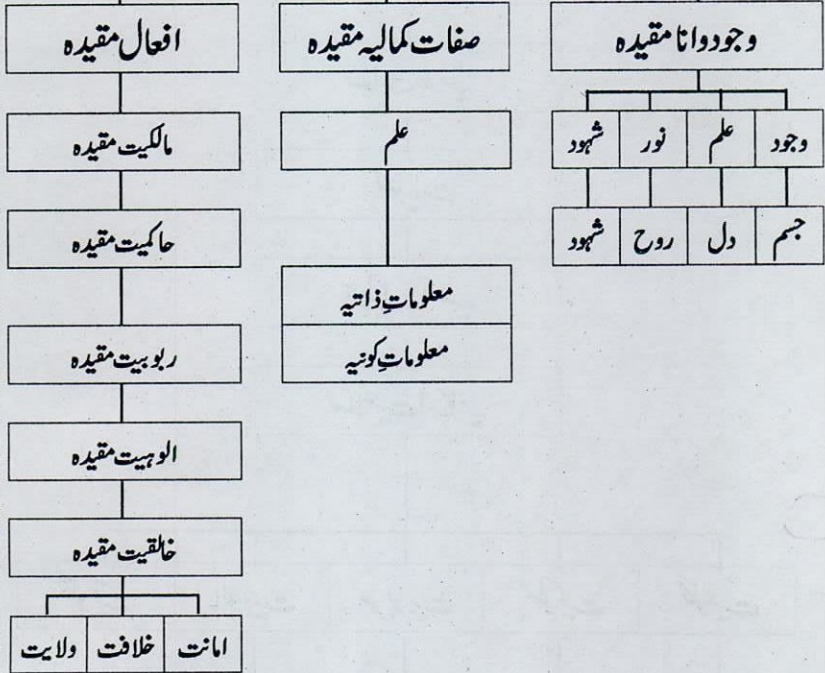 وجود وانا مقیدہ
صفات کمالیہ مقیدہ
افعال مقیدہ
وجود علم نور شہود
علم
مالکیت مقیدہ
جسم دل روح شہود
حاکمیت مقیدہ
معلوماتِ ذاتیہ
معلوماتِ کونیہ
ربوبیت مقیدہ
الوہیت مقیدہ
خالقیت مقیدہ
امانت خلافت ولایت